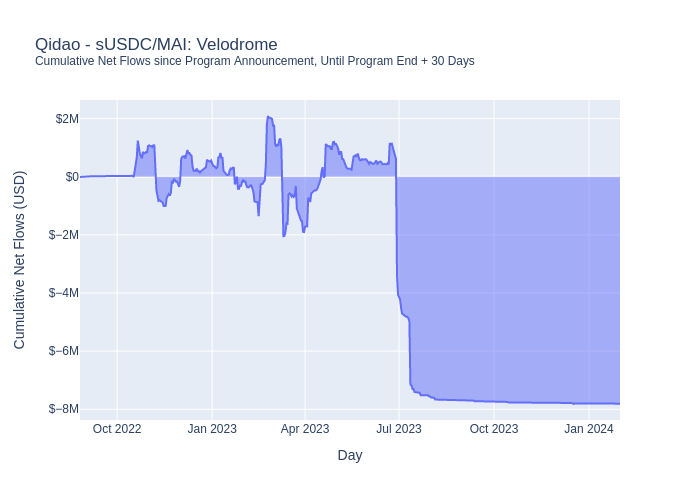 Qidao - sUSDC/MAI: Velodrome
Cumulative Net Flows since Program Announcement, Until Program End + 30 Days
Cumulative Net Flows (USD)
$2M
$0
$−2M
$−4M
$−6M
$−8M
Oct 2022
Jan 2023
Apr 2023
Jul 2023
Oct 2023
Jan 2024
Day